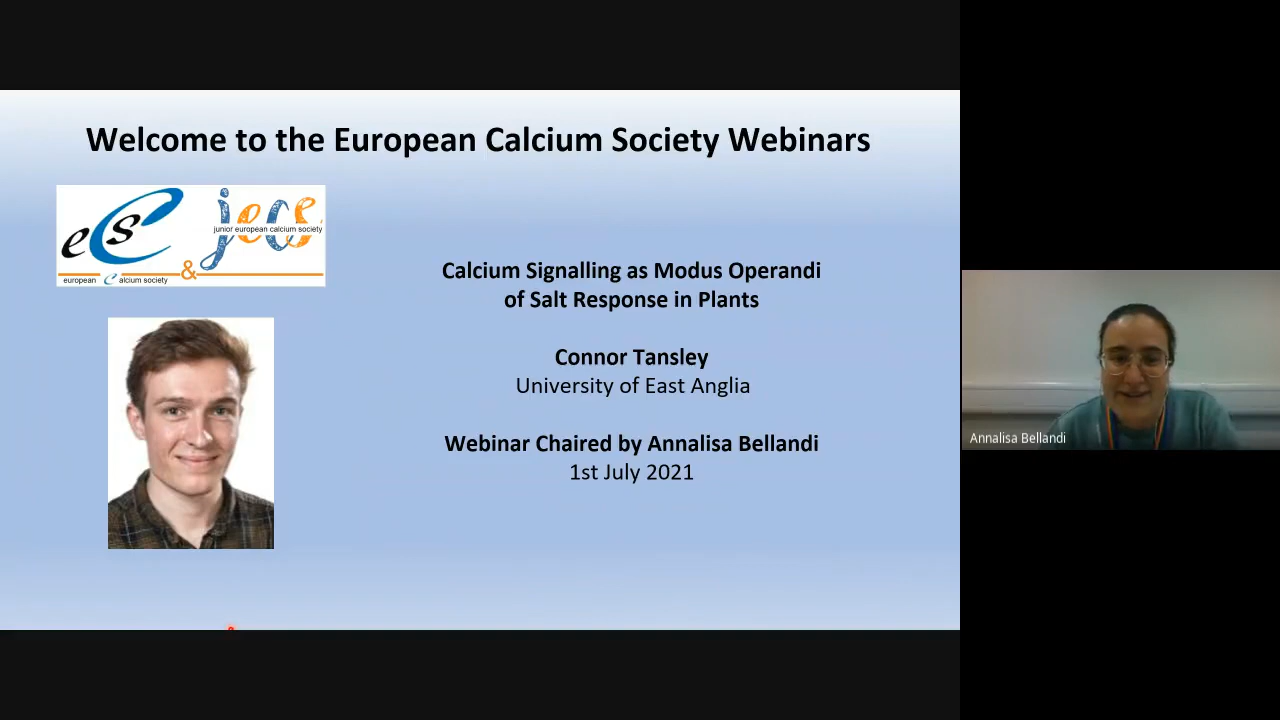 Welcome to the European Calcium Society Webinars
ecs
jecs
junior european calcium society
&
european Calcium society
Calcium Signalling as Modus Operandi
of Salt Response in Plants
Connor Tansley
University of East Anglia
Webinar Chaired by Annalisa Bellandi
1st July 2021
Annalisa Bellandi